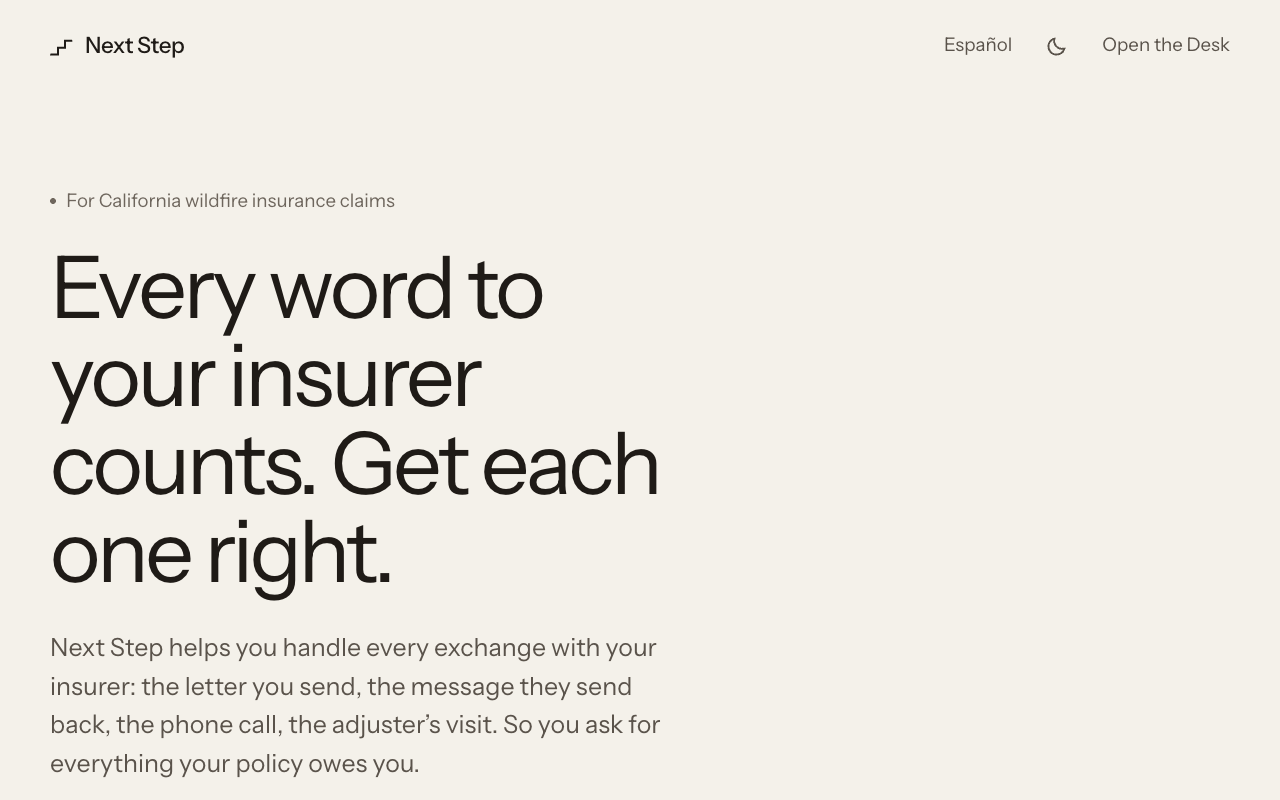 Next Step
Español
Open the Desk
For California wildfire insurance claims
Every word to
your insurer
counts. Get each
one right.
Next Step helps you handle every exchange with your
insurer: the letter you send, the message they send
back, the phone call, the adjuster’s visit. So you ask for
everything your policy owes you.